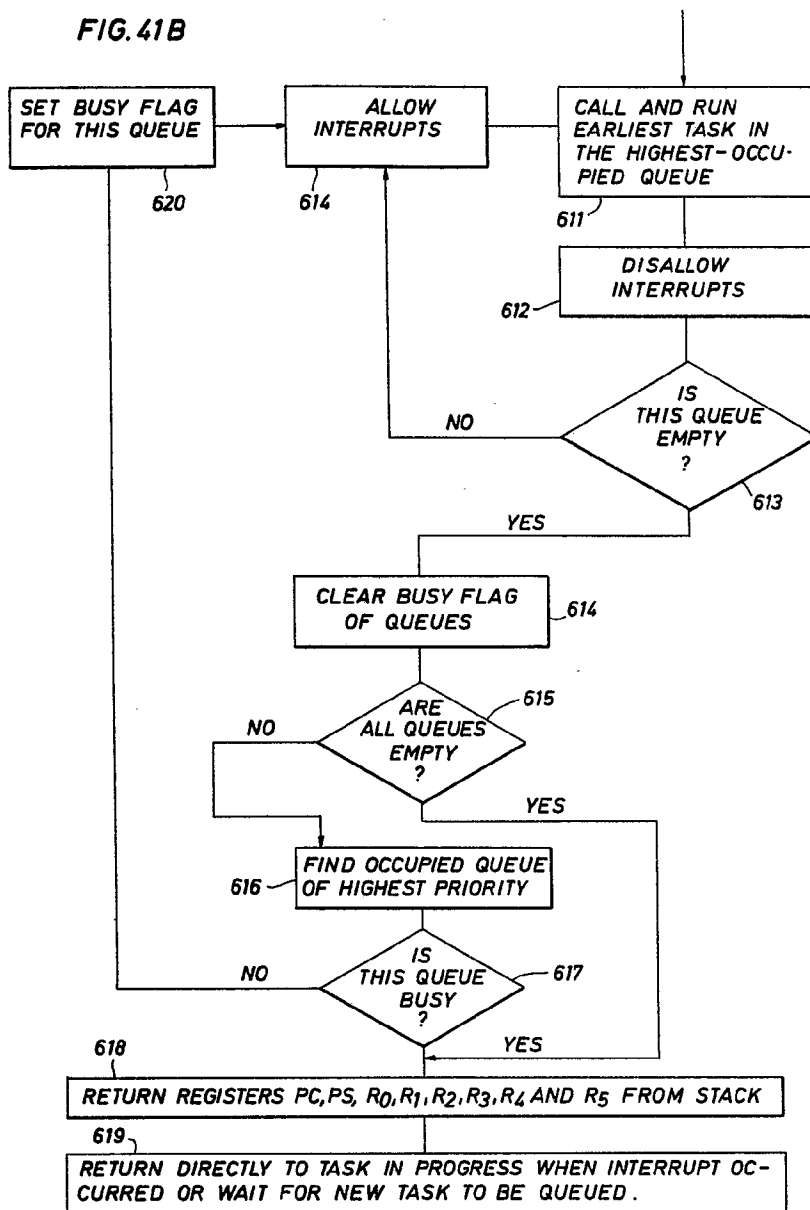 FIG. 41B
SET BUSY FLAG
FOR THIS QUEUE
620
ALLOW
INTERRUPTS
614
CALL AND RUN
EARLIEST TASK IN
THE HIGHEST-OCCU-
PIED QUEUE
611
DISALLOW
INTERRUPTS
612
IS
THIS QUEUE
EMPTY
?
613
NO
YES
CLEAR BUSY FLAG
OF QUEUES
614
ARE
ALL QUEUES
EMPTY
?
615
NO
YES
FIND OCCUPIED QUEUE
OF HIGHEST PRIORITY
616
IS
THIS QUEUE
BUSY
?
617
NO
YES
618
RETURN REGISTERS PC, PS, R0, R1, R2, R3, R4 AND R5 FROM STACK
619
RETURN DIRECTLY TO TASK IN PROGRESS WHEN INTERRUPT OC-
CURRED OR WAIT FOR NEW TASK TO BE QUEUED.